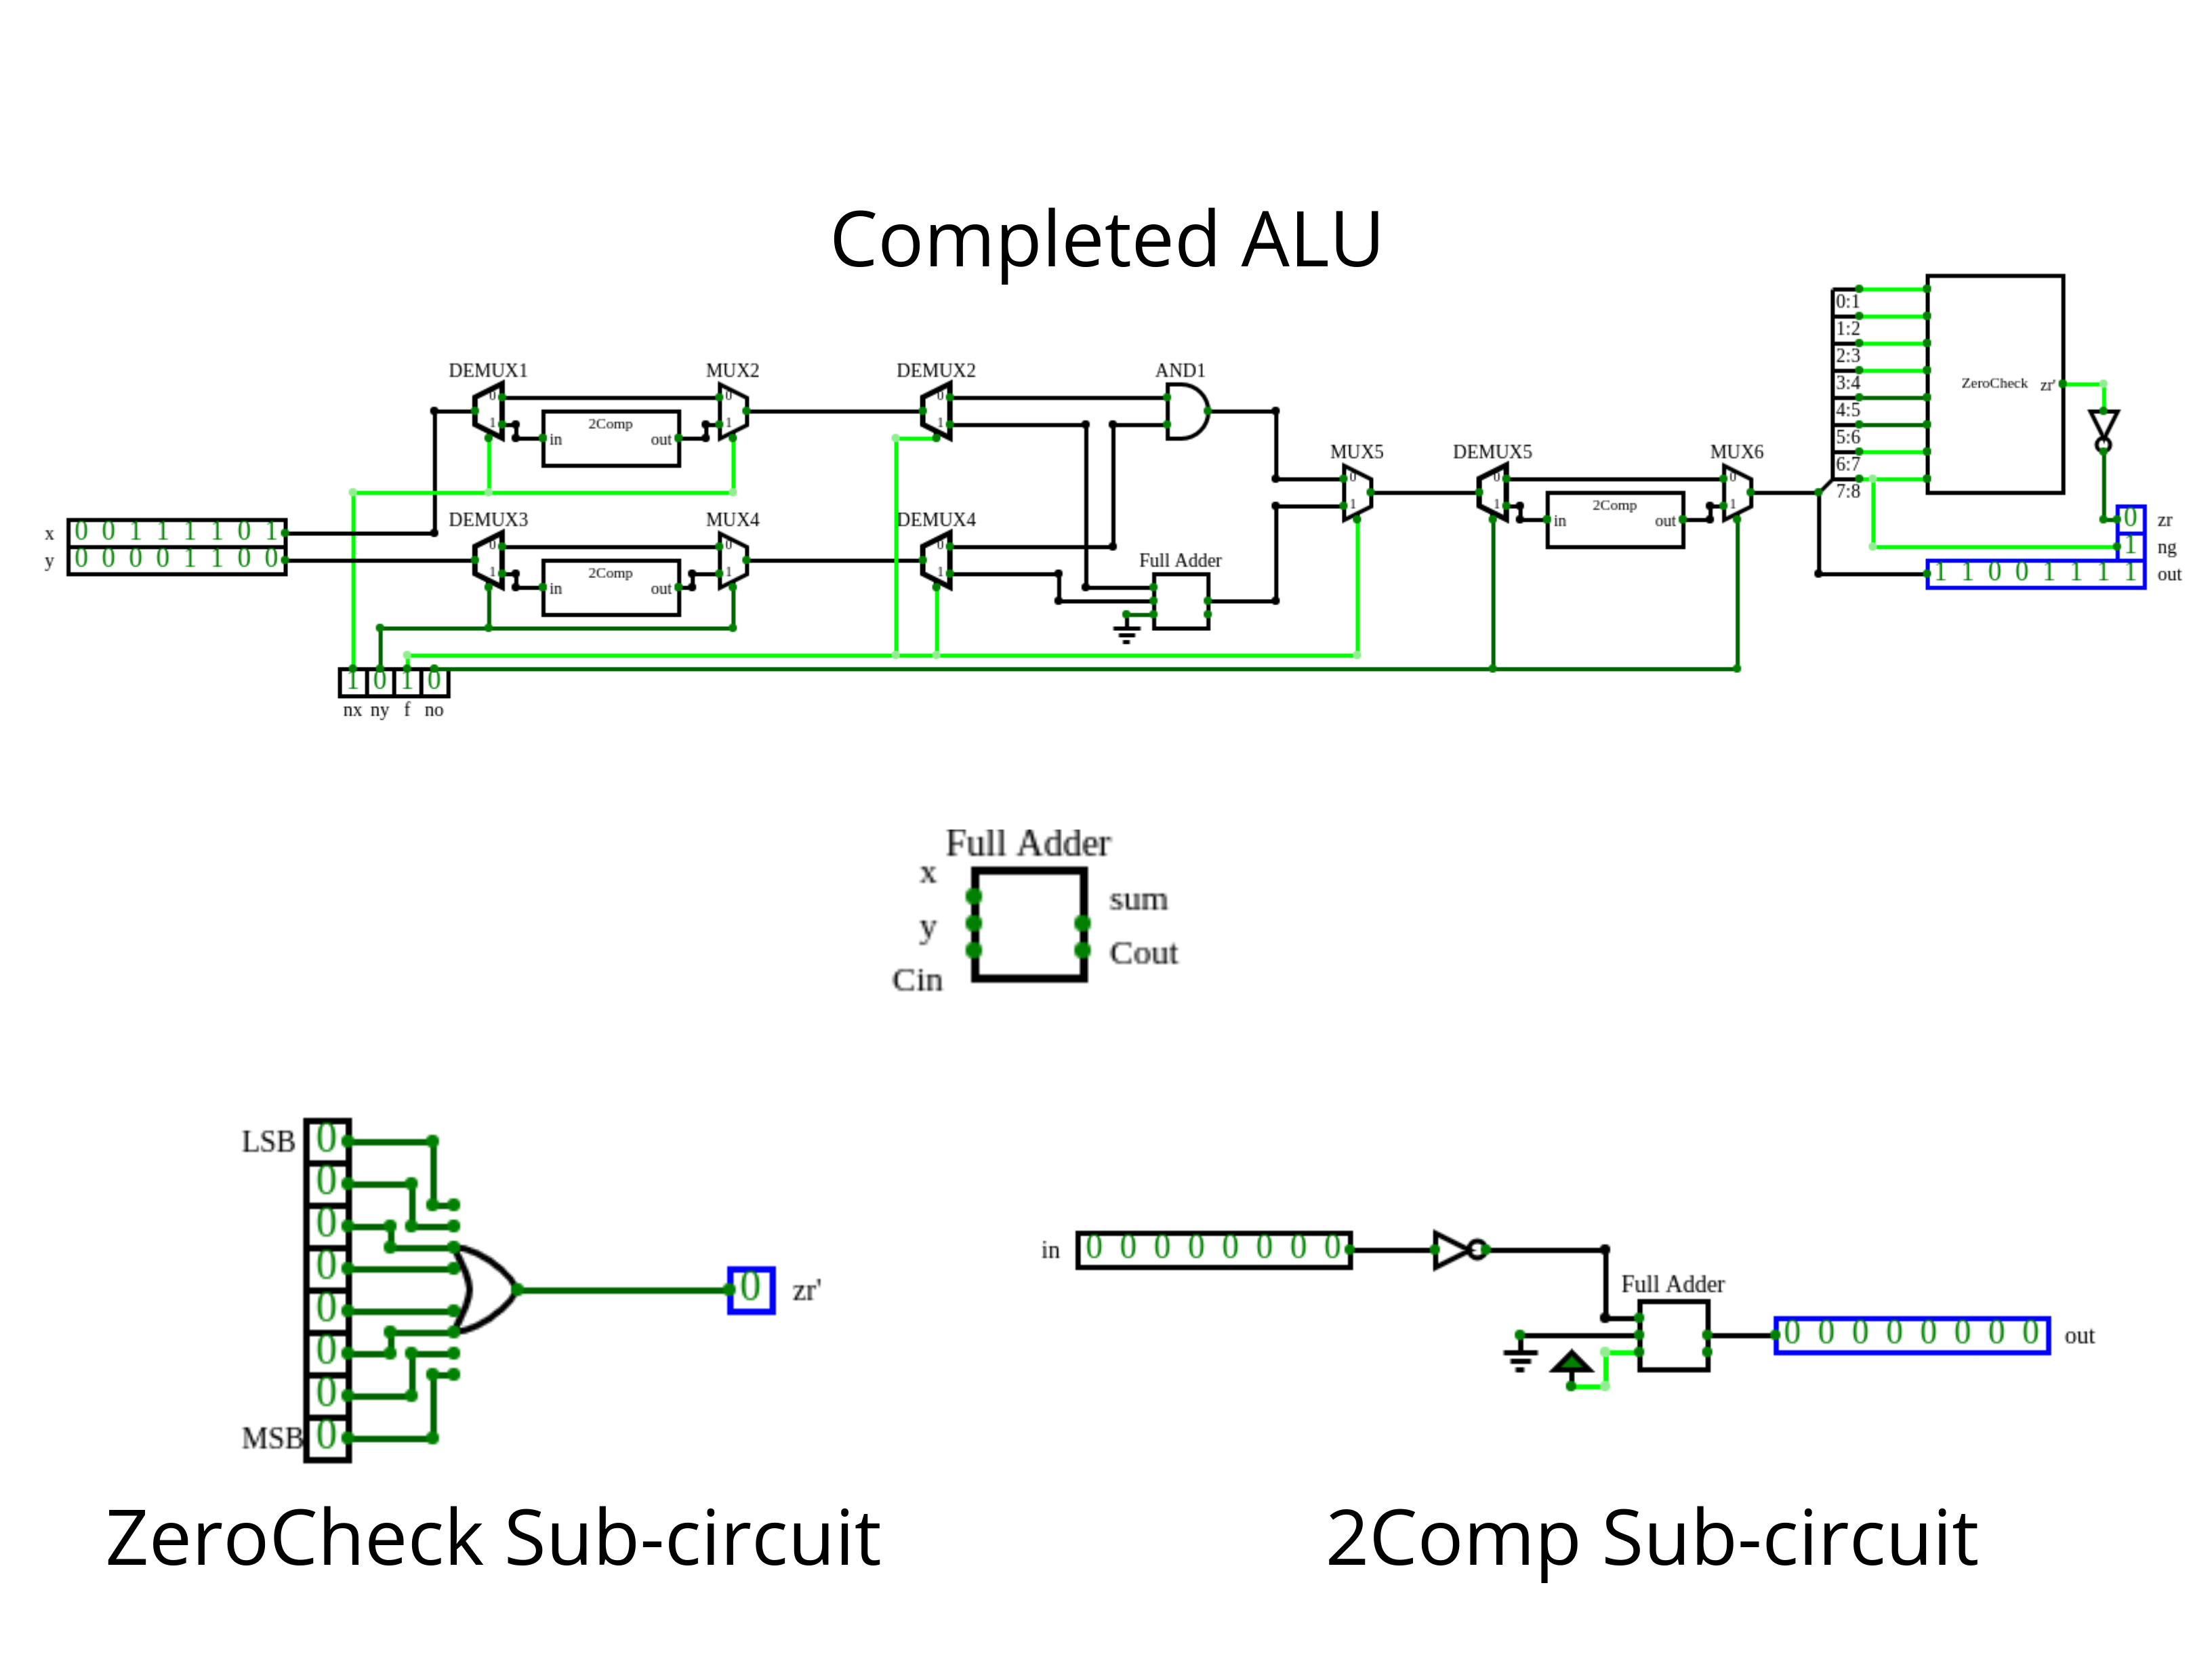 Completed ALU
DEMUX1
MUX2
DEMUX2
AND1
0
1
2Comp
in
out
0
1
0
1
0:1
1:2
2:3
3:4
4:5
5:6
6:7
7:8
ZeroCheck
zr'
MUX5
DEMUX5
MUX6
0
1
0
1
2Comp
in
out
0
1
x
0 0 1 1 1 1 0 1
y
0 0 0 0 1 1 0 0
DEMUX3
MUX4
DEMUX4
0
1
2Comp
in
out
0
1
0
1
Full Adder
0 zr
1 ng
1 1 0 0 1 1 1 1 out
1 0 1 0
nx ny f no
Full Adder
x
y
Cin
sum
Cout
LSB
0
0
0
0
0
0
0
MSB
0
0
zr'
in
0 0 0 0 0 0 0 0
Full Adder
0 0 0 0 0 0 0 0
out
ZeroCheck Sub-circuit
2Comp Sub-circuit